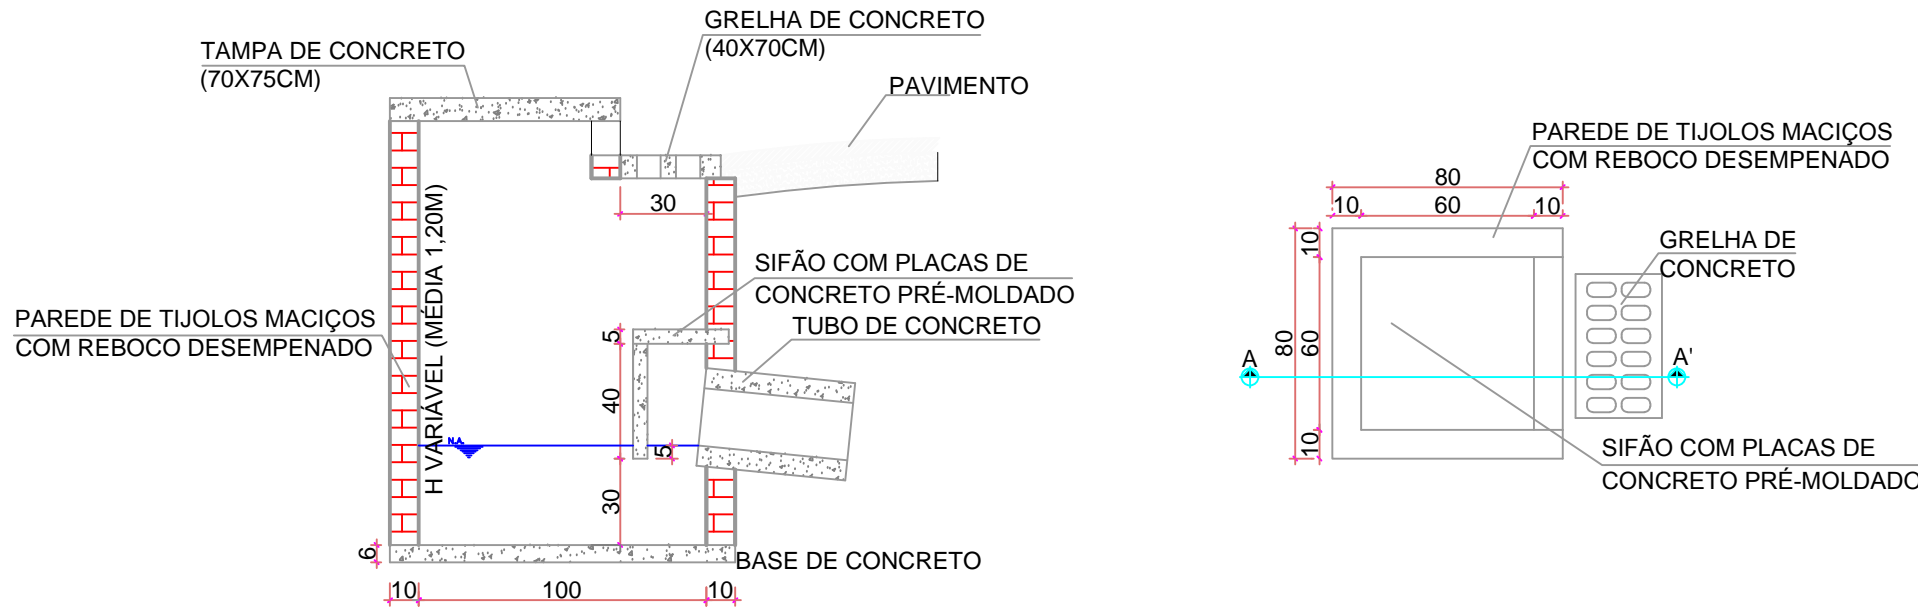 GRELHA DE CONCRETO
(40X70CM)
TAMPA DE CONCRETO
(70X75CM)
PAVIMENTO
30
H VARIÁVEL (MÉDIA 1,20M)
SIFÃO COM PLACAS DE
CONCRETO PRÉ-MOLDADO
TUBO DE CONCRETO
PAREDE DE TIJOLOS MACIÇOS
COM REBOCO DESEMPENADO
5
40
N.A.
5
30
6
BASE DE CONCRETO
10
100
10
PAREDE DE TIJOLOS MACIÇOS
COM REBOCO DESEMPENADO
80
10
60
10
10
GRELHA DE
CONCRETO
80
60
A
A'
10
SIFÃO COM PLACAS DE
CONCRETO PRÉ-MOLDADO